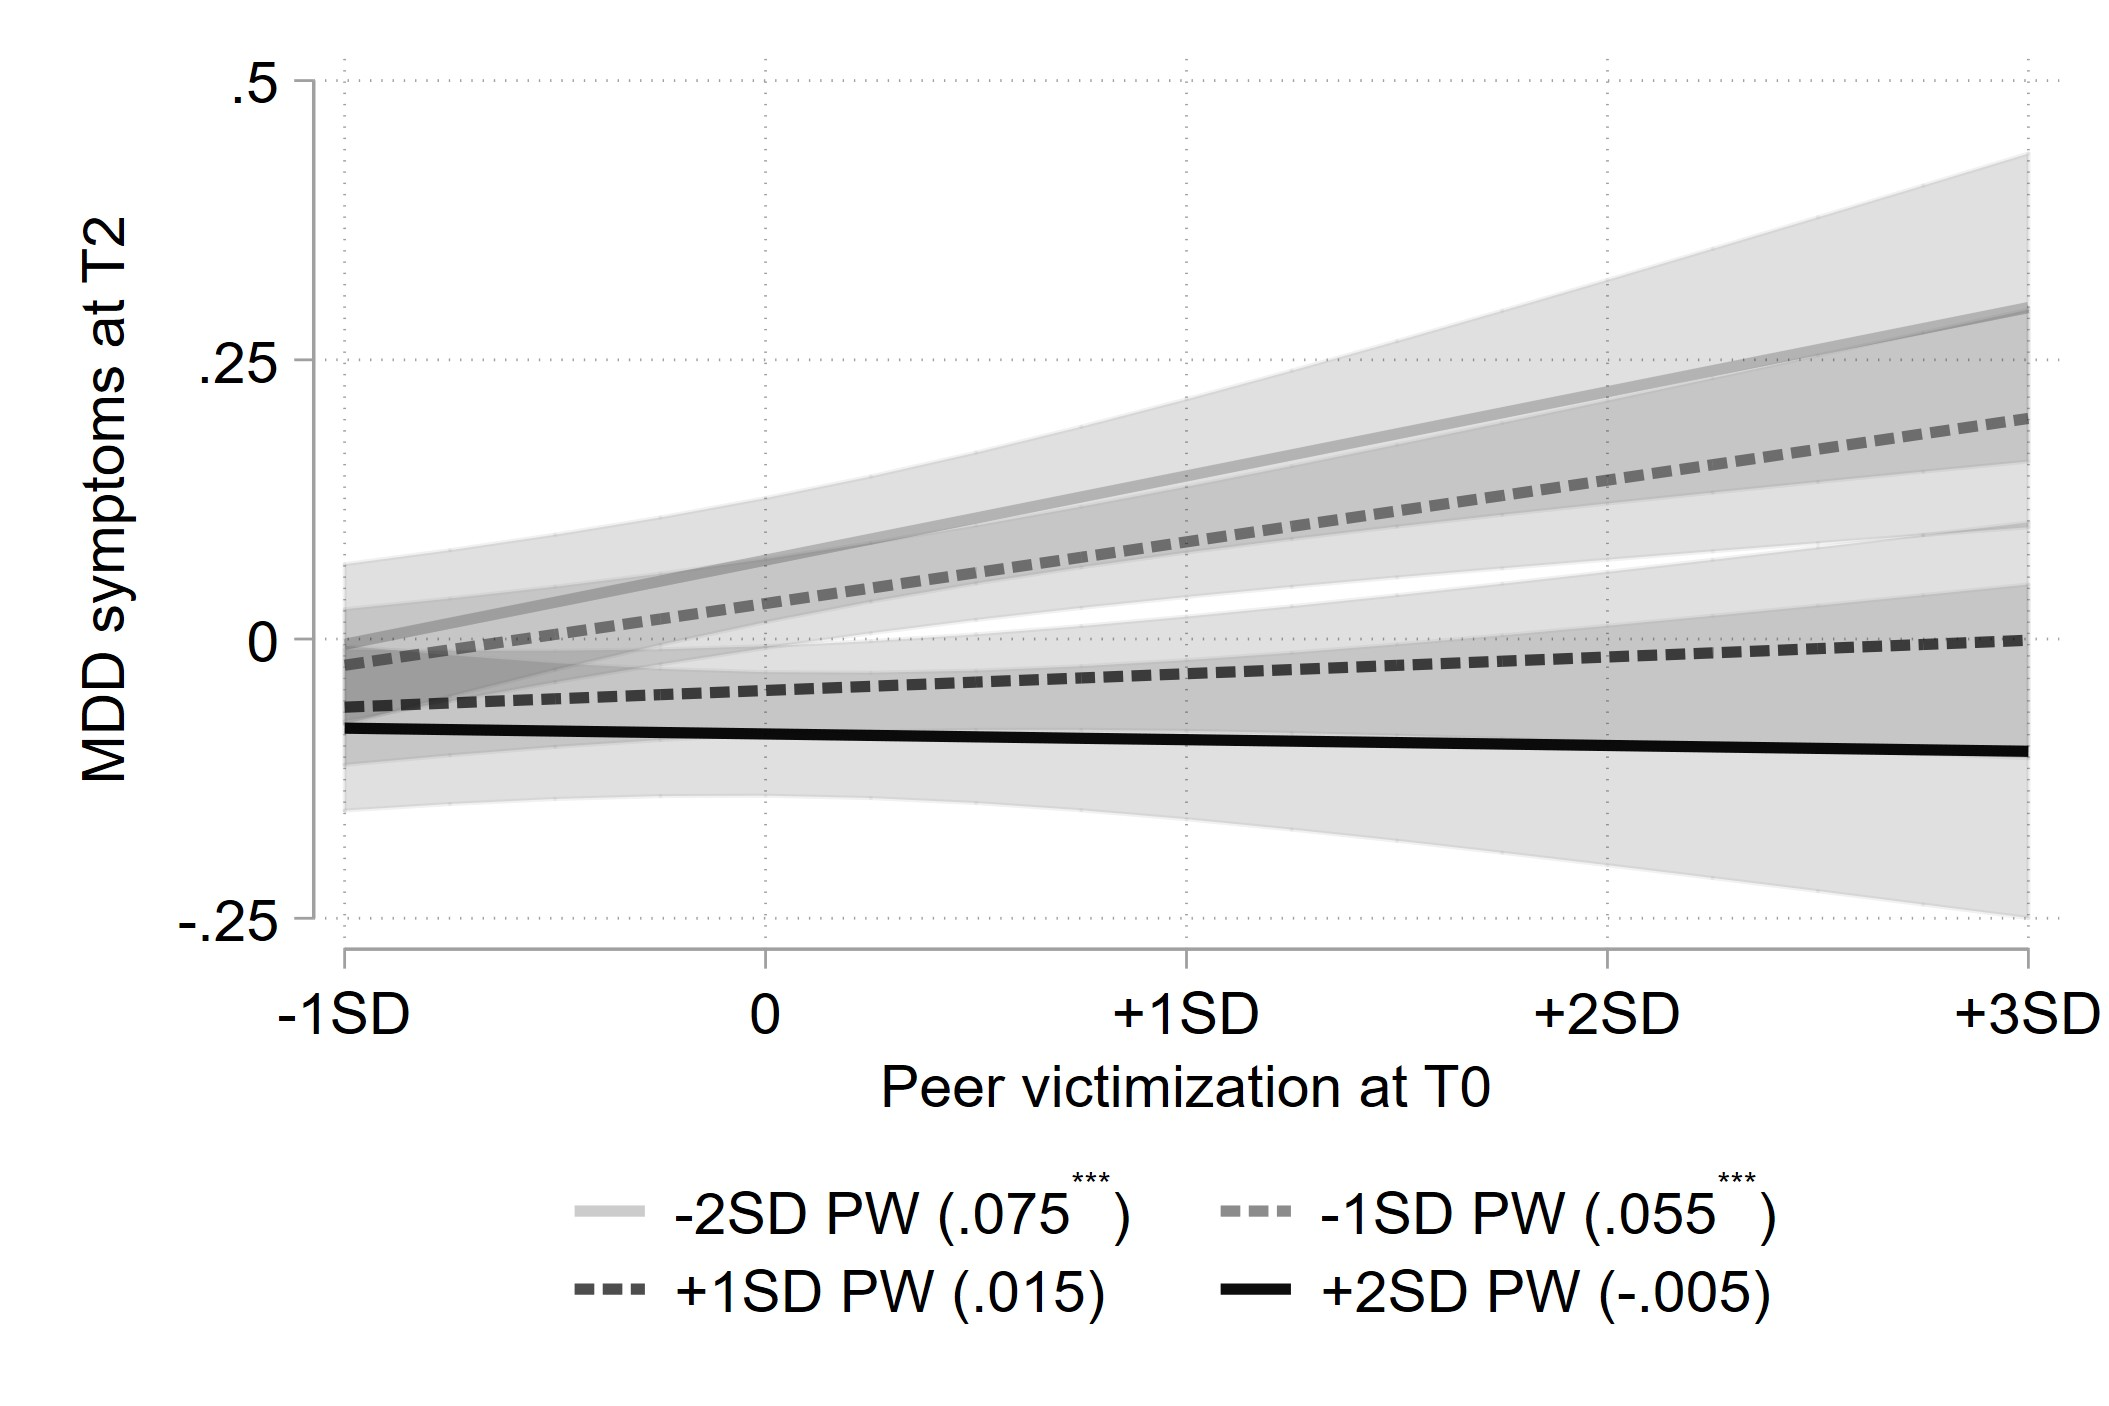 .5
.25
0
-.25
MDD symptoms at T2
-1SD 0 +1SD +2SD +3SD
Peer victimization at T0
-2SD PW (.075***) -1SD PW (.055***)
+1SD PW (.015) +2SD PW (-.005)